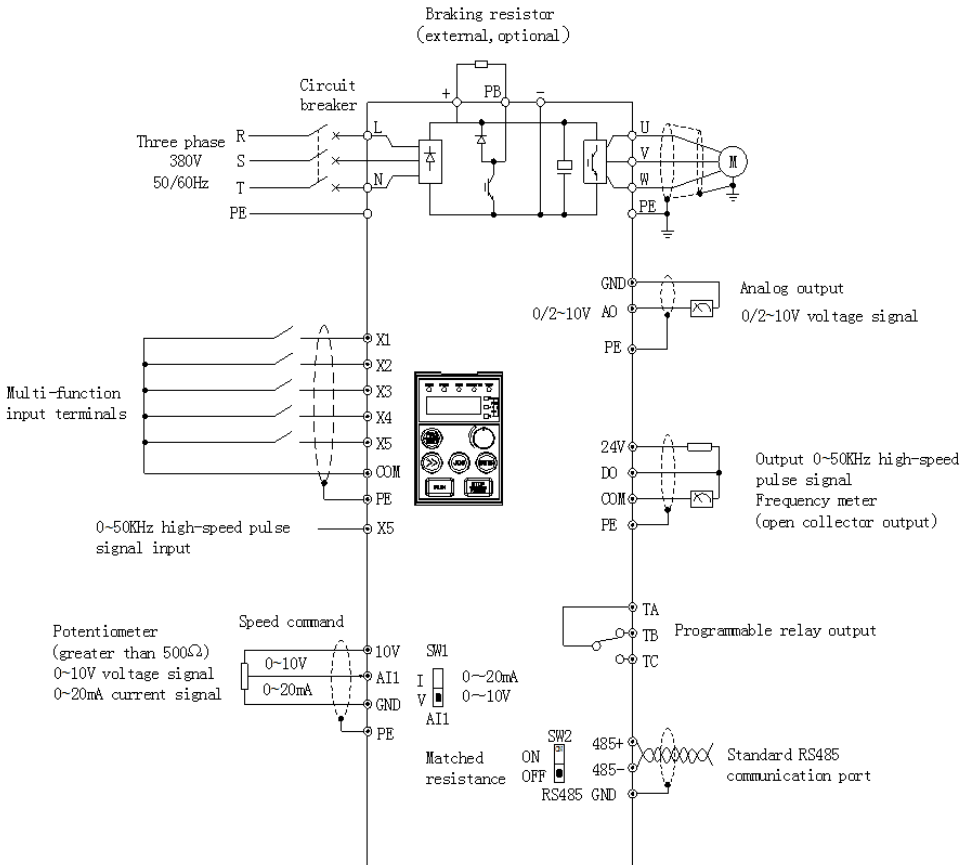 Braking resistor
(external, optional)
Circuit
breaker
+
PB
−
Three phase
380V
50/60Hz
R
S
T
PE
L
N
U
V
W
PE
M
GND
0/2~10V AO
PE
Analog output
0/2~10V voltage signal
Multi-function
input terminals
X1
X2
X3
X4
X5
COM
PE
0~50KHz high-speed pulse
signal input
X5
24V
DO
COM
PE
Output 0~50KHz high-speed
pulse signal
Frequency meter
(open collector output)
TA
TB
TC
Programmable relay output
Potentiometer
(greater than 500Ω)
0~10V voltage signal
0~20mA current signal
Speed command
0~10V
0~20mA
10V
AI1
GND
PE
SW1
I
V
0~20mA
0~10V
AI1
Matched
resistance
SW2
ON
OFF
RS485
485+
485-
GND
Standard RS485
communication port